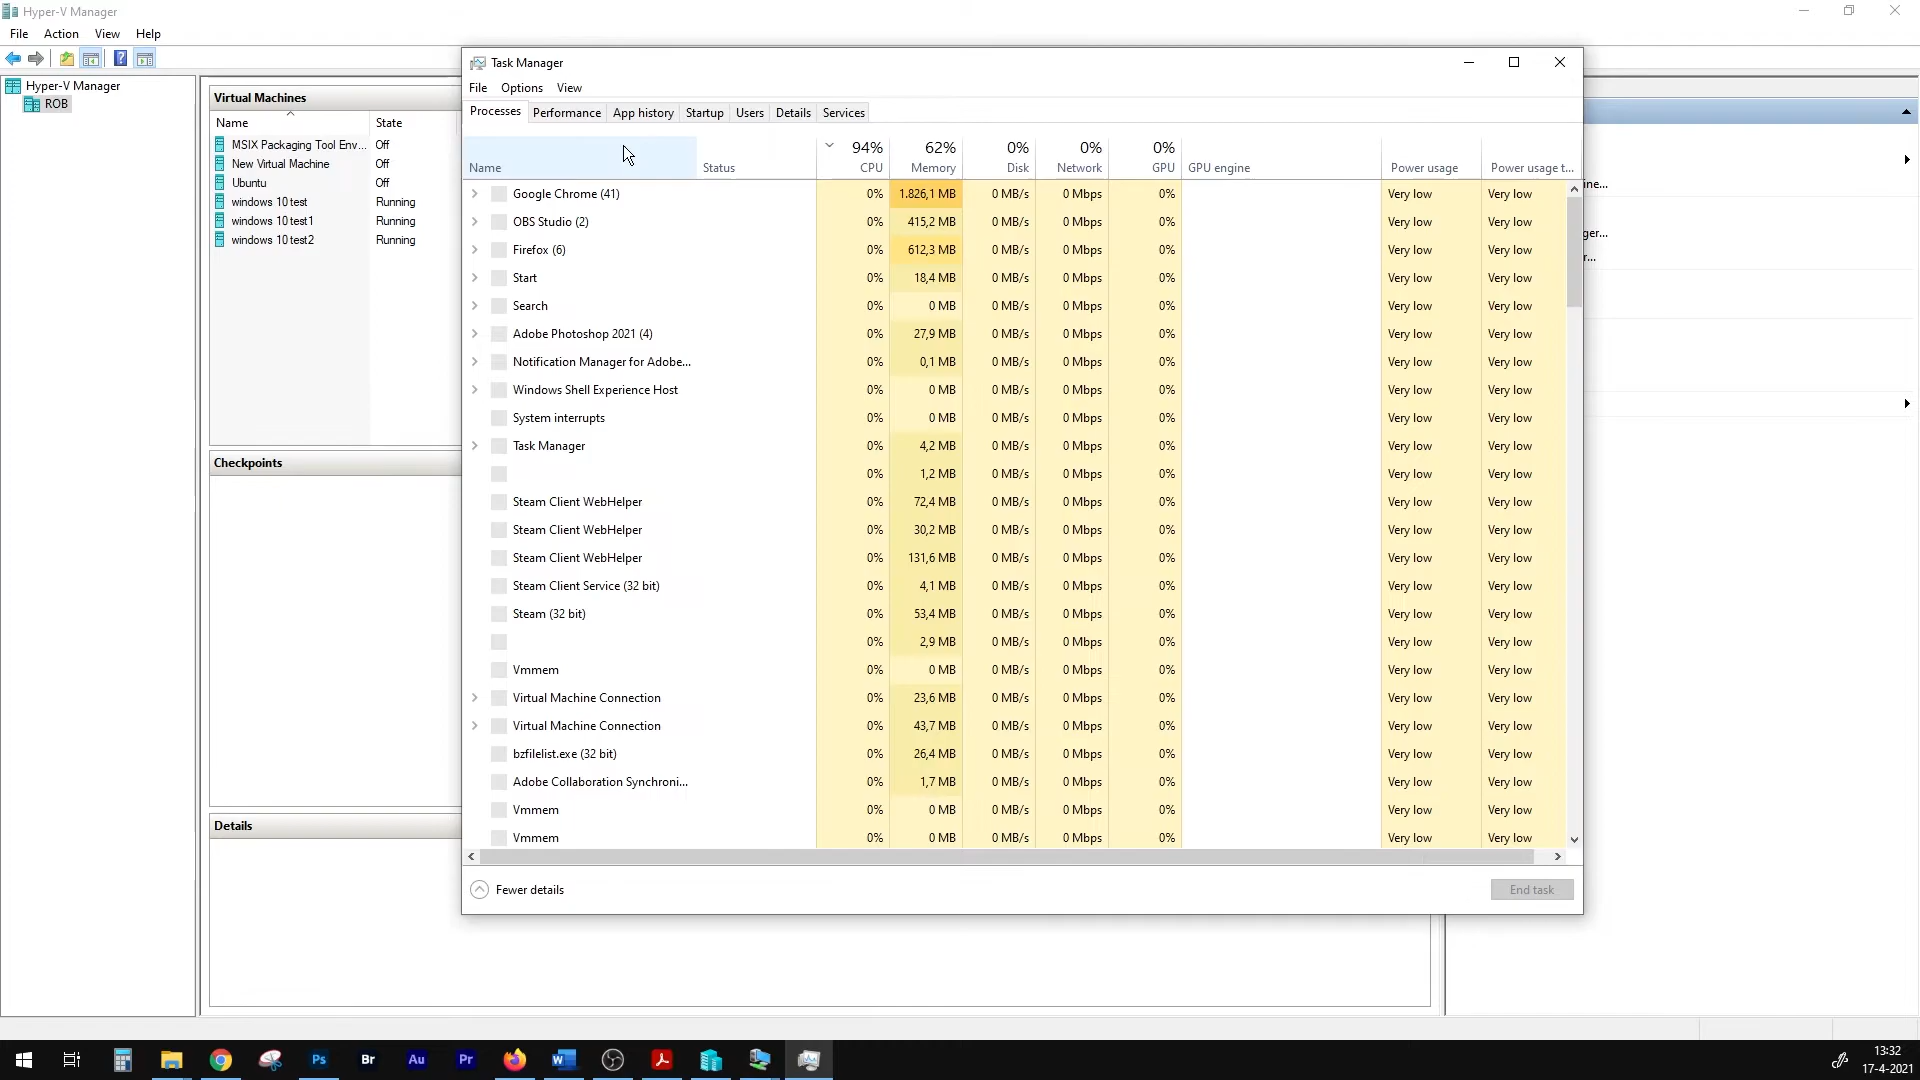 Hyper-V Manager
File Action View Help
Hyper-V Manager
ROB
Virtual Machines
Name State
MSIX Packaging Tool Env... Off
New Virtual Machine Off
Ubuntu Off
windows 10 test Running
windows 10 test1 Running
windows 10 test2 Running
Checkpoints
Details
Task Manager
File Options View
Processes Performance App history Startup Users Details Services
94% 62% 0% 0% 0%
Name Status CPU Memory Disk Network GPU GPU engine Power usage Power usage t...
Google Chrome (41) 0% 1.826,1 MB 0 MB/s 0 Mbps 0% Very low Very low
OBS Studio (2) 0% 415,2 MB 0 MB/s 0 Mbps 0% Very low Very low
Firefox (6) 0% 612,3 MB 0 MB/s 0 Mbps 0% Very low Very low
Start 0% 18,4 MB 0 MB/s 0 Mbps 0% Very low Very low
Search 0% 0 MB 0 MB/s 0 Mbps 0% Very low Very low
Adobe Photoshop 2021 (4) 0% 27,9 MB 0 MB/s 0 Mbps 0% Very low Very low
Notification Manager for Adobe... 0% 0,1 MB 0 MB/s 0 Mbps 0% Very low Very low
Windows Shell Experience Host 0% 0 MB 0 MB/s 0 Mbps 0% Very low Very low
System interrupts 0% 0 MB 0 MB/s 0 Mbps 0% Very low Very low
Task Manager 0% 4,2 MB 0 MB/s 0 Mbps 0% Very low Very low
0% 1,2 MB 0 MB/s 0 Mbps 0% Very low Very low
Steam Client WebHelper 0% 72,4 MB 0 MB/s 0 Mbps 0% Very low Very low
Steam Client WebHelper 0% 30,2 MB 0 MB/s 0 Mbps 0% Very low Very low
Steam Client WebHelper 0% 131,6 MB 0 MB/s 0 Mbps 0% Very low Very low
Steam Client Service (32 bit) 0% 4,1 MB 0 MB/s 0 Mbps 0% Very low Very low
Steam (32 bit) 0% 53,4 MB 0 MB/s 0 Mbps 0% Very low Very low
0% 2,9 MB 0 MB/s 0 Mbps 0% Very low Very low
Vmmem 0% 0 MB 0 MB/s 0 Mbps 0% Very low Very low
Virtual Machine Connection 0% 23,6 MB 0 MB/s 0 Mbps 0% Very low Very low
Virtual Machine Connection 0% 43,7 MB 0 MB/s 0 Mbps 0% Very low Very low
bzfilelist.exe (32 bit) 0% 26,4 MB 0 MB/s 0 Mbps 0% Very low Very low
Adobe Collaboration Synchroni... 0% 1,7 MB 0 MB/s 0 Mbps 0% Very low Very low
Vmmem 0% 0 MB 0 MB/s 0 Mbps 0% Very low Very low
Vmmem 0% 0 MB 0 MB/s 0 Mbps 0% Very low Very low
Fewer details End task
ine...
ger...
r...
Ps Br Au Pr W
13:32
17-4-2021